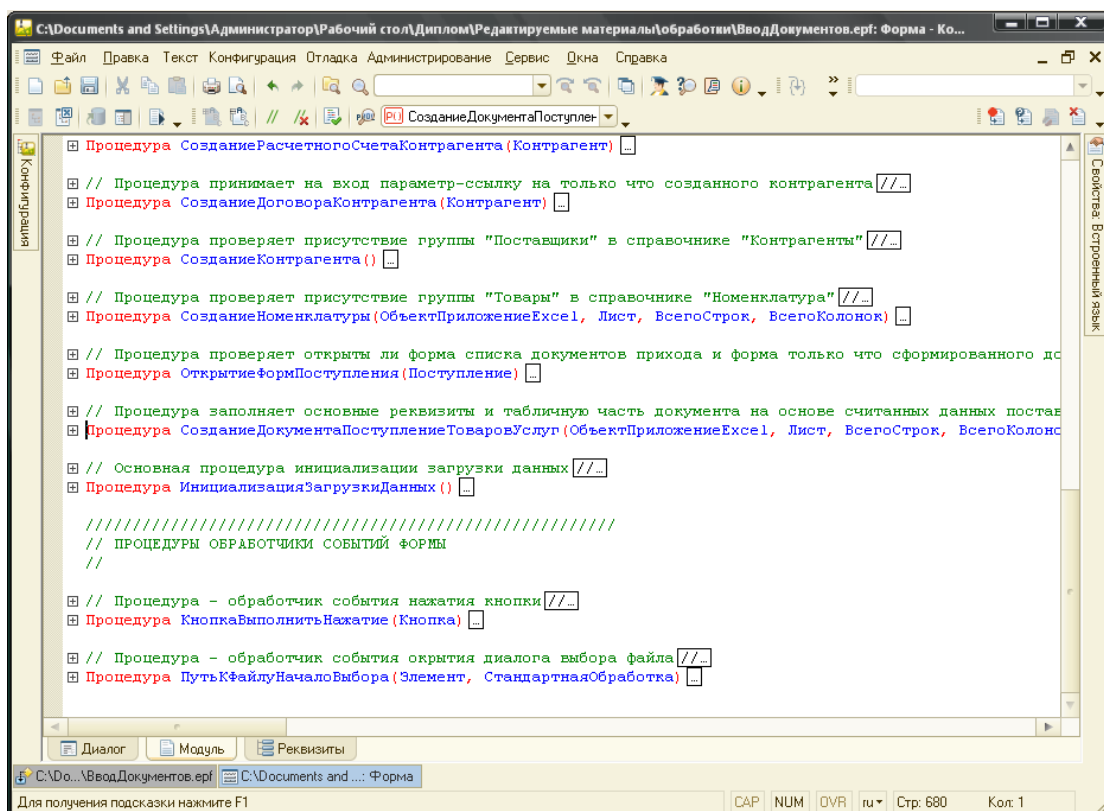 C:\Documents and Settings\Администратор\Рабочий стол\Диплом\Редактируемые материалы\обработки\ВводДокументов.epf: Форма - Ко...
Файл Правка Текст Конфигурация Отладка Администрирование Сервис Окна Справка
P() СозданиеДокументаПоступлен
Конфигурация
Свойства: Встроенный язык
Процедура СозданиеРасчетногоСчетаКонтрагента(Контрагент) ...
// Процедура принимает на вход параметр-ссылку на только что созданного контрагента //...
Процедура СозданиеДоговораКонтрагента(Контрагент) ...
// Процедура проверяет присутствие группы "Поставщики" в справочнике "Контрагенты" //...
Процедура СозданиеКонтрагента() ...
// Процедура проверяет присутствие группы "Товары" в справочнике "Номенклатура" //...
Процедура СозданиеНоменклатуры(ОбъектПриложениеExcel, Лист, ВсегоСтрок, ВсегоКолонок) ...
// Процедура проверяет открыты ли форма списка документов прихода и форма только что сформированного до
Процедура ОткрытиеФормПоступления(Поступление) ...
// Процедура заполняет основные реквизиты и табличную часть документа на основе считанных данных постав
Процедура СозданиеДокументаПоступлениеТоваровУслуг(ОбъектПриложениеExcel, Лист, ВсегоСтрок, ВсегоКолоно
// Основная процедура инициализации загрузки данных //...
Процедура ИнициализацияЗагрузкиДанных() ...
////////////////////////////////////////////////////////
// ПРОЦЕДУРЫ ОБРАБОТЧИКИ СОБЫТИЙ ФОРМЫ
//
// Процедура - обработчик события нажатия кнопки //...
Процедура КнопкаВыполнитьНажатие(Кнопка) ...
// Процедура - обработчик события окрытия диалога выбора файла //...
Процедура ПутьКФайлуНачалоВыбора(Элемент, СтандартнаяОбработка) ...
Диалог Модуль Реквизиты
C:\Do...\ВводДокументов.epf C:\Documents and ...: Форма
Для получения подсказки нажмите F1 CAP NUM OVR ru Стр: 680 Кол: 1